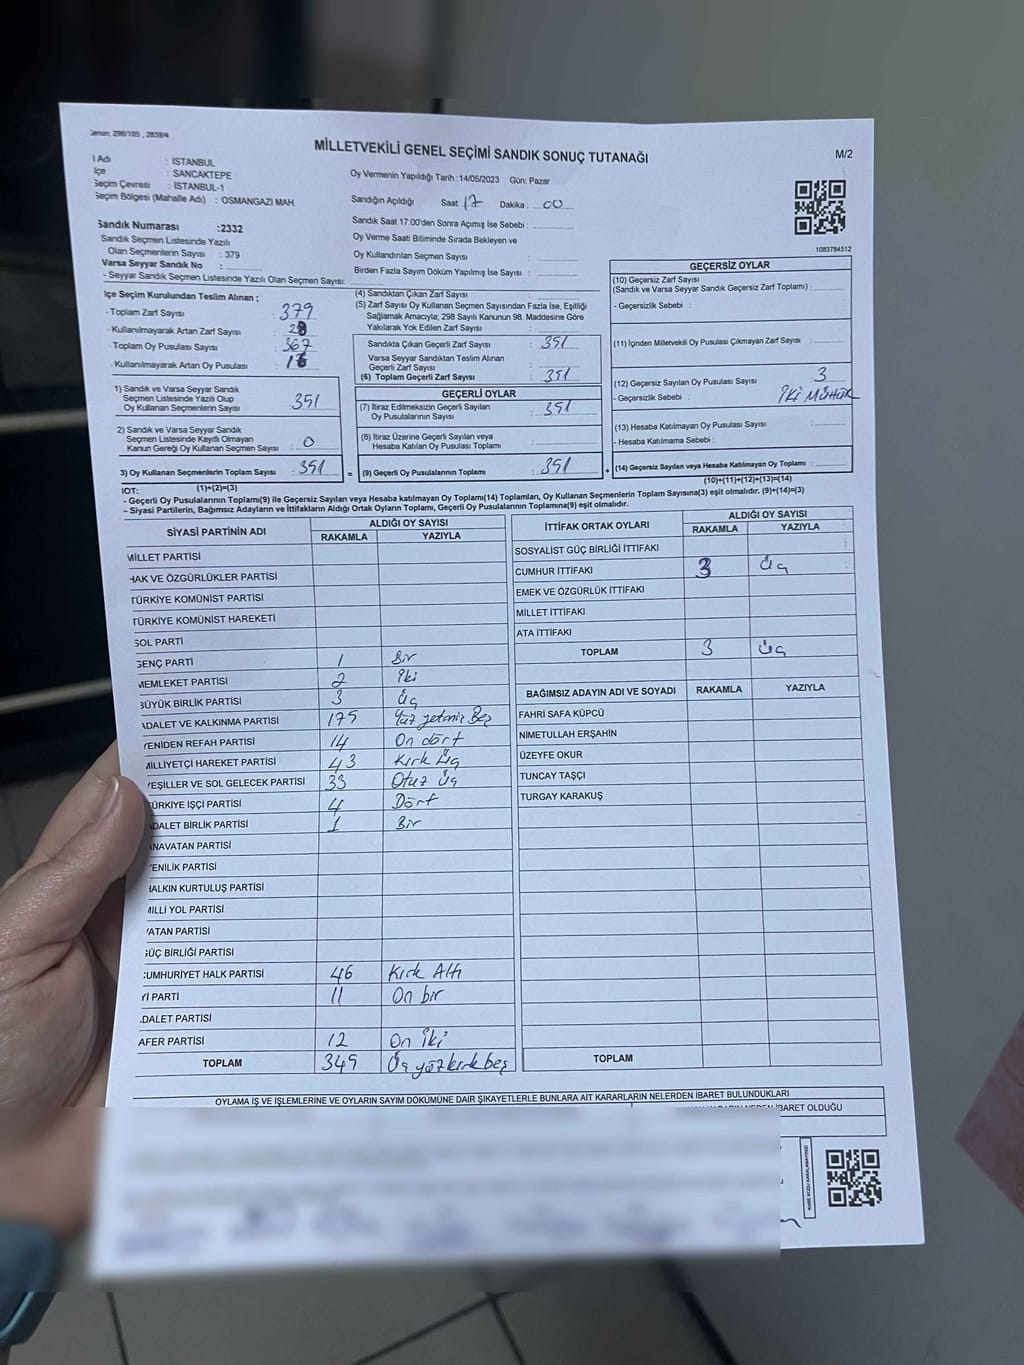 MİLLETVEKİLİ GENEL SEÇİMİ SANDIK SONUÇ TUTANAĞI
M/2
İSTANBUL
SANCAKTEPE
Seçim Çevresi : İSTANBUL-1
Seçim Bölgesi (Mahalle Adı) : OSMANGAZİ MAH.
Oy Vermenin Yapıldığı Tarih :14/05/2023 Gün: Pazar
Sandığın Açıldığı Saat: 17 Dakika : 00
Sandık Saat 17:00'den Sonra Açılmış İse Sebebi :
Oy Verme Saati Bitiminde Sırada Bekleyen ve
Oy Kullandırılan Seçmen Sayısı :
Birden Fazla Sayım Döküm Yapılmış İse Sayısı :
1083784512
Sandık Numarası :2332
Sandık Seçmen Listesinde Yazılı
Olan Seçmenlerin Sayısı : 379
Varsa Seyyar Sandık No :
- Seyyar Sandık Seçmen Listesinde Yazılı Olan Seçmen Sayısı:
İlçe Seçim Kurulundan Teslim Alınan ;
- Toplam Zarf Sayısı : 379
- Kullanılmayarak Artan Zarf Sayısı :
- Toplam Oy Pusulası Sayısı : 367
- Kullanılmayarak Artan Oy Pusulası :
1) Sandık ve Varsa Seyyar Sandık
Seçmen Listesinde Yazılı Olup
Oy Kullanan Seçmenlerin Sayısı : 351
2) Sandık ve Varsa Seyyar Sandık
Seçmen Listesinde Kayıtlı Olmayan
Kanun Gereği Oy Kullanan Seçmen Sayısı : 0
3) Oy Kullanan Seçmenlerin Toplam Sayısı : 351
(1)+(2)=(3)
(4) Sandıktan Çıkan Zarf Sayısı :
(5) Zarf Sayısı Oy Kullanan Seçmen Sayısından Fazla İse, Eşitliği
Sağlamak Amacıyla; 298 Sayılı Kanunun 98. Maddesine Göre
Yakılarak Yok Edilen Zarf Sayısı :
Sandıkta Çıkan Geçerli Zarf Sayısı : 351
Varsa Seyyar Sandıktan Teslim Alınan
Geçerli Zarf Sayısı :
(6) Toplam Geçerli Zarf Sayısı : 351
GEÇERLİ OYLAR
(7) İtiraz Edilmeksizin Geçerli Sayılan
Oy Pusulalarının Sayısı : 351
(8) İtiraz Üzerine Geçerli Sayılan veya
Hesaba Katılan Oy Pusulası Toplamı :
= (9) Geçerli Oy Pusulalarının Toplamı : 351
GEÇERSİZ OYLAR
(10) Geçersiz Zarf Sayısı
(Sandık ve Varsa Seyyar Sandık Geçersiz Zarf Toplamı) :
- Geçersizlik Sebebi :
(11) İçinden Milletvekili Oy Pusulası Çıkmayan Zarf Sayısı :
(12) Geçersiz Sayılan Oy Pusulası Sayısı : 3
- Geçersizlik Sebebi : İKİ MÜHÜR
(13) Hesaba Katılmayan Oy Pusulası Sayısı :
- Hesaba Katılmama Sebebi :
+ (14) Geçersiz Sayılan veya Hesaba Katılmayan Oy Toplamı :
(10)+(11)+(12)+(13)=(14)
- Geçerli Oy Pusulalarının Toplamı(9) ile Geçersiz Sayılan veya Hesaba katılmayan Oy Toplamı(14) Toplamları, Oy Kullanan Seçmenlerin Toplam Sayısına(3) eşit olmalıdır. (9)+(14)=(3)
- Siyasi Partilerin, Bağımsız Adayların ve İttifakların Aldığı Ortak Oyların Toplamı, Geçerli Oy Pusulalarının Toplamına(9) eşit olmalıdır.
SİYASİ PARTİNİN ADI ALDIĞI OY SAYISI
RAKAMLA YAZIYLA
MİLLET PARTİSİ
HAK VE ÖZGÜRLÜKLER PARTİSİ
TÜRKİYE KOMÜNİST PARTİSİ
TÜRKİYE KOMÜNİST HAREKETİ
SOL PARTİ
GENÇ PARTİ 1 Bir
MEMLEKET PARTİSİ 2 İki
BÜYÜK BİRLİK PARTİSİ 3 Üç
ADALET VE KALKINMA PARTİSİ 175 Yüz yetmiş Beş
YENİDEN REFAH PARTİSİ 14 On dört
MİLLİYETÇİ HAREKET PARTİSİ 43 Kırk Üç
YEŞİLLER VE SOL GELECEK PARTİSİ 33 Otuz Üç
TÜRKİYE İŞÇİ PARTİSİ 4 Dört
ADALET BİRLİK PARTİSİ 1 Bir
ANAVATAN PARTİSİ
YENİLİK PARTİSİ
HALKIN KURTULUŞ PARTİSİ
MİLLİ YOL PARTİSİ
VATAN PARTİSİ
GÜÇ BİRLİĞİ PARTİSİ
CUMHURİYET HALK PARTİSİ 46 Kırk Altı
İYİ PARTİ 11 On bir
ADALET PARTİSİ
ZAFER PARTİSİ 12 On İki
TOPLAM 345 Üç yüz kırk beş
İTTİFAK ORTAK OYLARI ALDIĞI OY SAYISI
RAKAMLA YAZIYLA
SOSYALİST GÜÇ BİRLİĞİ İTTİFAKI
CUMHUR İTTİFAKI 3 Üç
EMEK VE ÖZGÜRLÜK İTTİFAKI
MİLLET İTTİFAKI
ATA İTTİFAKI
TOPLAM 3 Üç
BAĞIMSIZ ADAYIN ADI VE SOYADI RAKAMLA YAZIYLA
FAHRİ SAFA KÜPCÜ
NİMETULLAH ERŞAHİN
ÜZEYFE OKUR
TUNCAY TAŞÇI
TURGAY KARAKUŞ
TOPLAM
OYLAMA İŞ VE İŞLEMLERİNE VE OYLARIN SAYIM DÖKÜMÜNE DAİR ŞİKAYETLERLE BUNLARA AİT KARARLARIN NELERDEN İBARET BULUNDUKLARI
İBARET OLDUĞU